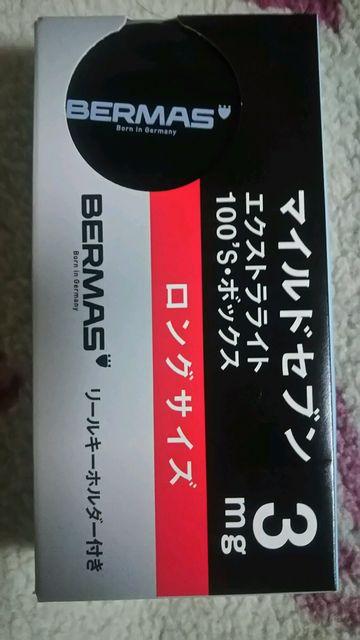 BERMAS
Born in Germany
マイルドセブン
エクストラライト
100'S・ボックス
3
mg
ロングサイズ
BERMAS
Born in Germany
リールキーホルダー付き